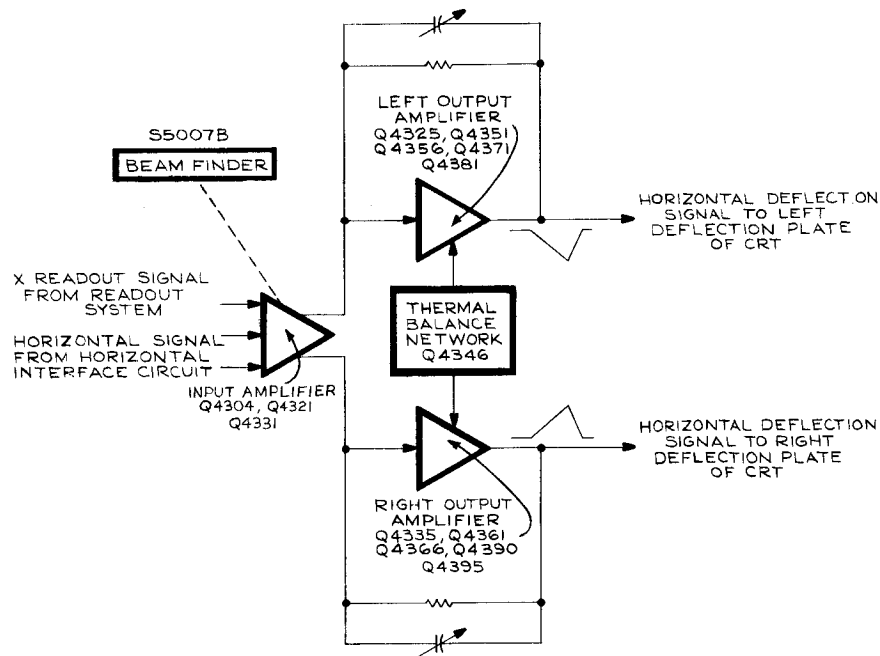 LEFT OUTPUT
AMPLIFIER
Q4325, Q4351
Q4356, Q4371
Q4381
S5007B
BEAM FINDER
HORIZONTAL DEFLECTION
SIGNAL TO LEFT
DEFLECTION PLATE
OF CRT
X READOUT SIGNAL
FROM READOUT
SYSTEM
THERMAL
BALANCE
NETWORK
Q4346
HORIZONTAL SIGNAL
FROM HORIZONTAL
INTERFACE CIRCUIT
INPUT AMPLIFIER
Q4304, Q4321
Q4331
HORIZONTAL DEFLECTION
SIGNAL TO RIGHT
DEFLECTION PLATE
OF CRT
RIGHT OUTPUT
AMPLIFIER
Q4335, Q4361
Q4366, Q4390
Q4395